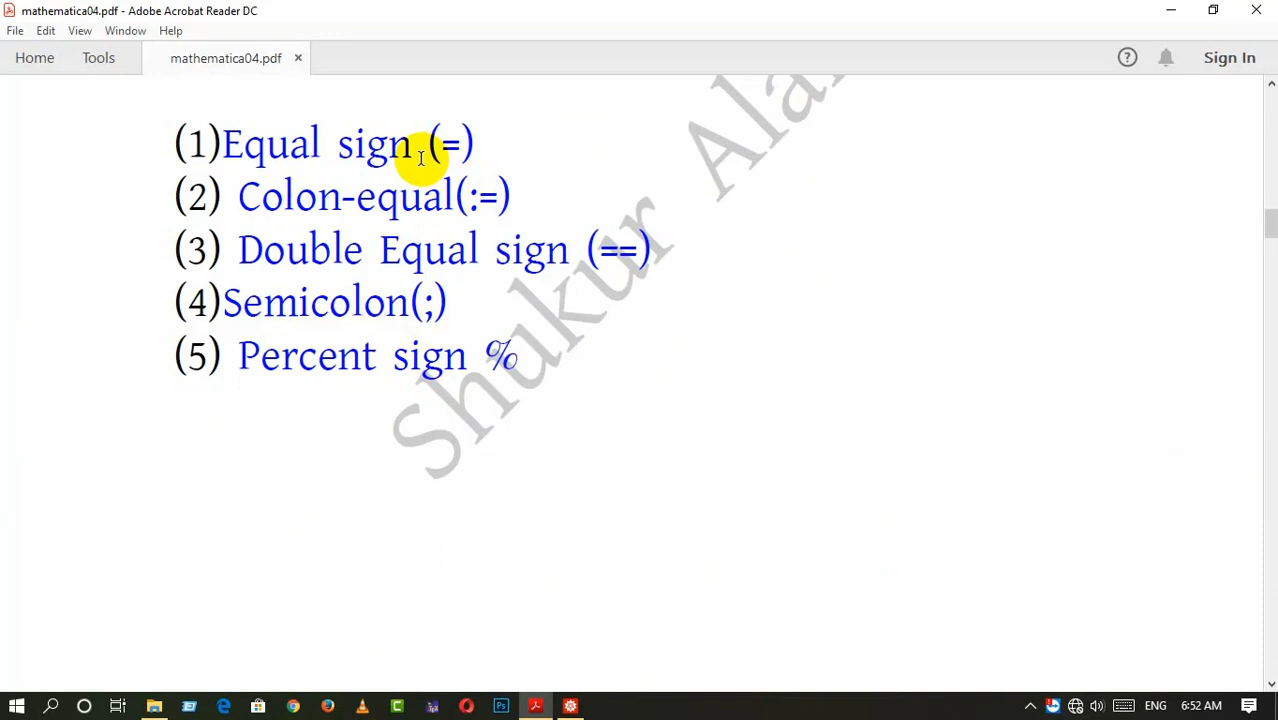 mathematica04.pdf - Adobe Acrobat Reader DC
File Edit View Window Help
Home Tools mathematica04.pdf × ? Sign In
(1)Equal sign (=)
(2) Colon-equal(:=)
(3) Double Equal sign (==)
(4)Semicolon(;)
(5) Percent sign %
Shukur Alam
ENG 6:52 AM